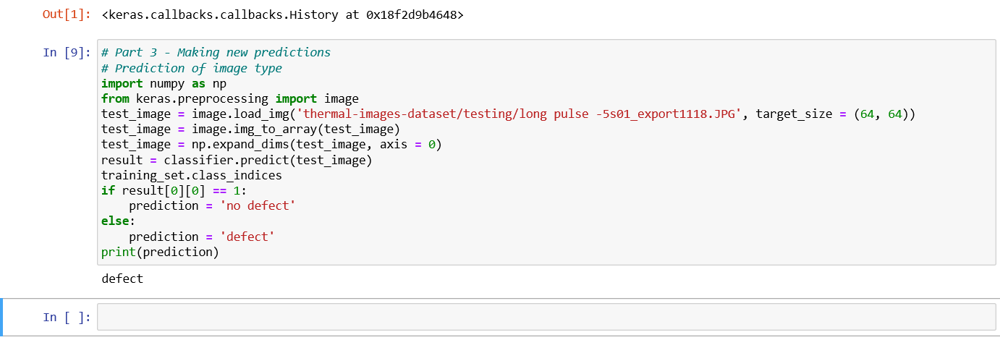 Out[1]: <keras.callbacks.callbacks.History at 0x18f2d9b4648>
In [9]: # Part 3 - Making new predictions
# Prediction of image type
import numpy as np
from keras.preprocessing import image
test_image = image.load_img('thermal-images-dataset/testing/long pulse -5s01_export1118.JPG', target_size = (64, 64))
test_image = image.img_to_array(test_image)
test_image = np.expand_dims(test_image, axis = 0)
result = classifier.predict(test_image)
training_set.class_indices
if result[0][0] == 1:
    prediction = 'no defect'
else:
    prediction = 'defect'
print(prediction)
defect
In [ ]: